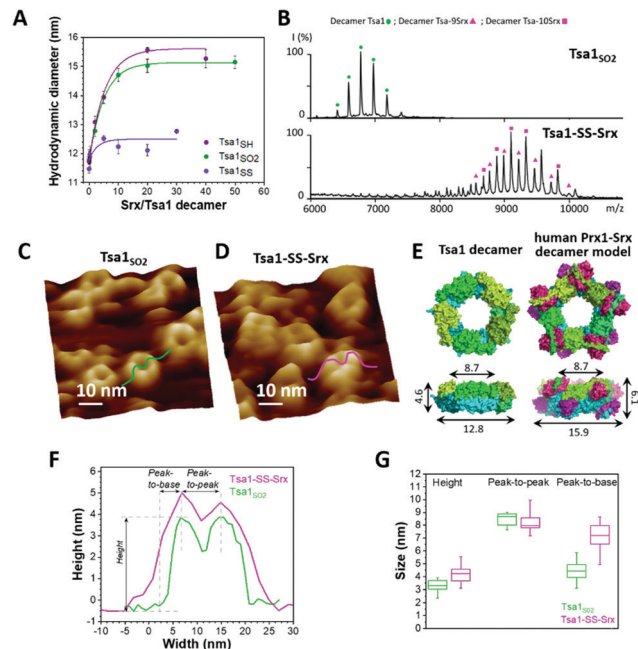 A
Hydrodynamic diameter (nm)
16
15
14
13
12
11
0 10 20 30 40 50
Srx/Tsa1 decamer
Tsa1SH
Tsa1SO2
Tsa1SS
B
Decamer Tsa1 ; Decamer Tsa-9Srx ; Decamer Tsa-10Srx
I (%)
100
50
0
Tsa1SO2
100
50
0
Tsa1-SS-Srx
6000 7000 8000 9000 10000 m/z
C
Tsa1SO2
10 nm
D
Tsa1-SS-Srx
10 nm
E
Tsa1 decamer
human Prx1-Srx
decamer model
8.7
4.6
12.8
8.7
6.1
15.9
F
Height (nm)
6
5
4
3
2
1
0
-1
-10 -5 0 5 10 15 20 25 30
Width (nm)
Peak-
to-base
Peak-
to-peak
Height
Tsa1-SS-Srx
Tsa1SO2
G
Size (nm)
12
11
10
9
8
7
6
5
4
3
2
1
0
Height Peak-to-peak Peak-to-base
Tsa1SO2
Tsa1-SS-Srx